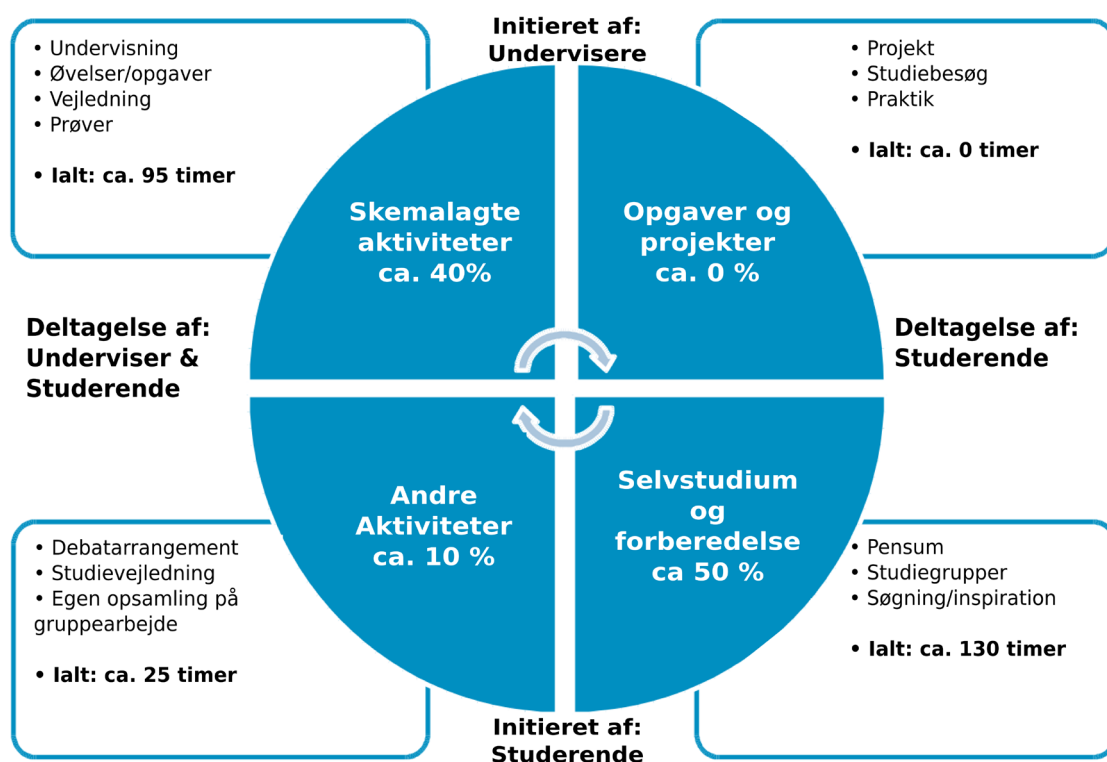 Initieret af:
Undervisere
• Undervisning
• Øvelser/opgaver
• Vejledning
• Prøver
• Ialt: ca. 95 timer
• Projekt
• Studiebesøg
• Praktik
• Ialt: ca. 0 timer
Skemalagte
aktiviteter
ca. 40%
Opgaver og
projekter
ca. 0 %
Deltagelse af:
Underviser &
Studerende
Deltagelse af:
Studerende
Andre
Aktiviteter
ca. 10 %
Selvstudium
og
forberedelse
ca 50 %
• Debatarrangement
• Studievejledning
• Egen opsamling på
gruppearbejde
• Ialt: ca. 25 timer
• Pensum
• Studiegrupper
• Søgning/inspiration
• Ialt: ca. 130 timer
Initieret af:
Studerende